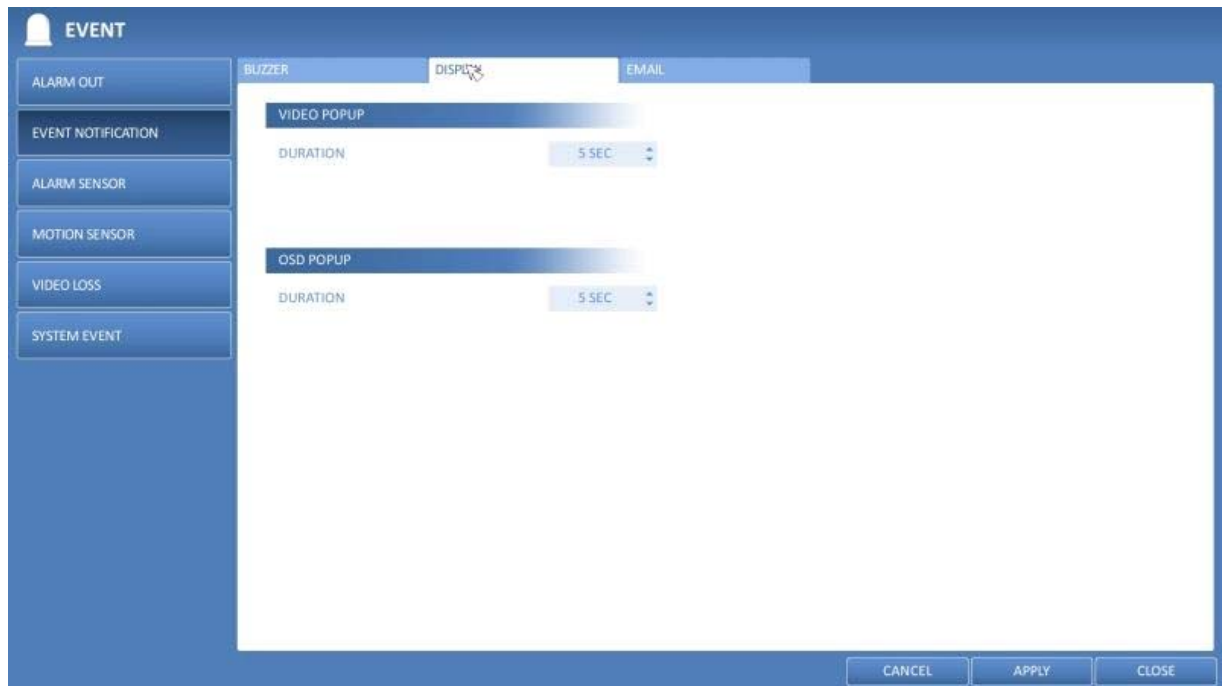 EVENT
ALARM OUT
EVENT NOTIFICATION
ALARM SENSOR
MOTION SENSOR
VIDEO LOSS
SYSTEM EVENT
BUZZER DISPLAY EMAIL
VIDEO POPUP
DURATION 5 SEC
OSD POPUP
DURATION 5 SEC
CANCEL APPLY CLOSE